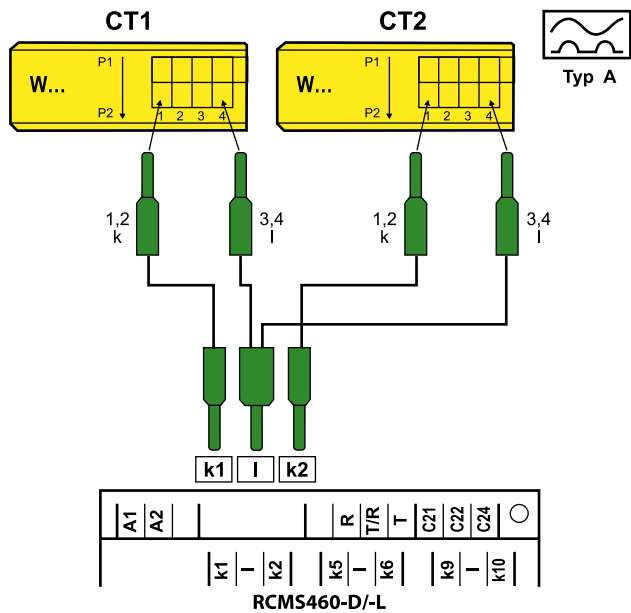 CT1 CT2
Typ A
W... P1 P2 1 2 3 4
W... P1 P2 1 2 3 4
1,2 k 3,4 l 1,2 k 3,4 l
k1 l k2
A1 A2 R T/R T C21 C22 C24
k1 l k2 k5 l k6 k9 l k10
RCMS460-D/-L